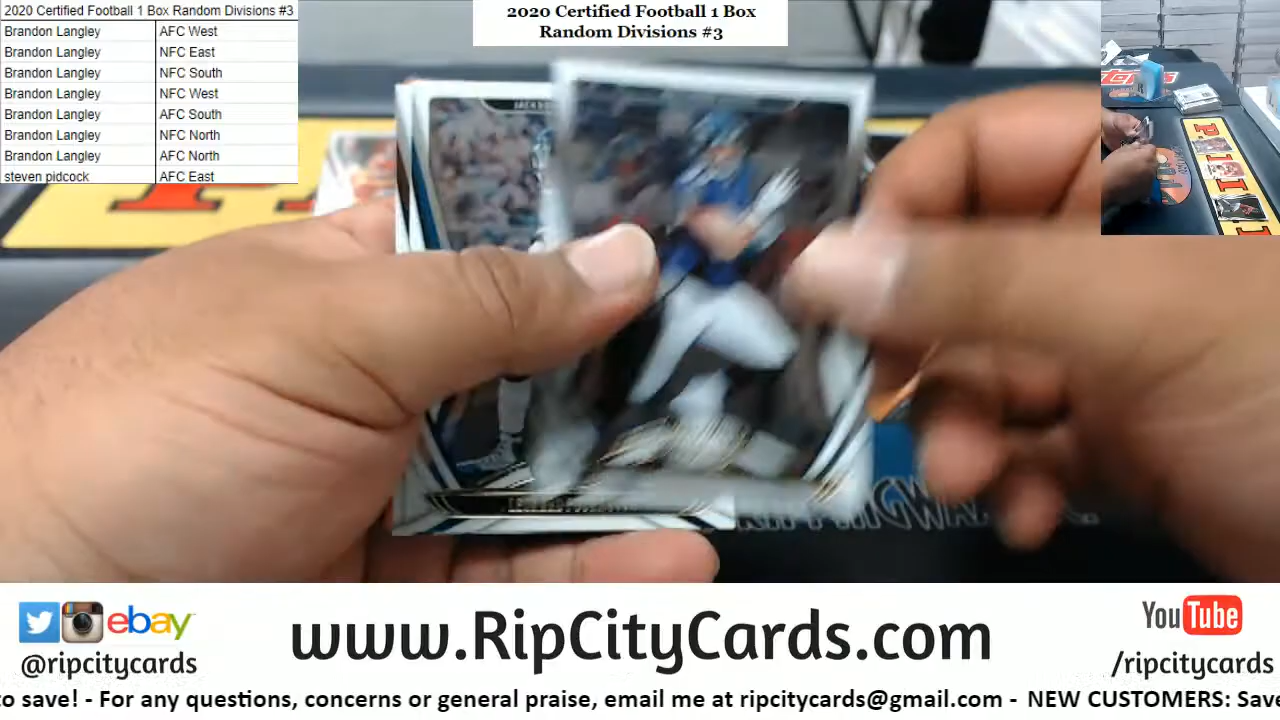 2020 Certified Football 1 Box Random Divisions #3
Brandon Langley AFC West
Brandon Langley NFC East
Brandon Langley NFC South
Brandon Langley NFC West
Brandon Langley AFC South
Brandon Langley NFC North
Brandon Langley AFC North
steven pidcock AFC East
2020 Certified Football 1 Box
Random Divisions #3
ebay
@ripcitycards
www.RipCityCards.com
YouTube
/ripcitycards
to save! - For any questions, concerns or general praise, email me at ripcitycards@gmail.com - NEW CUSTOMERS: Save